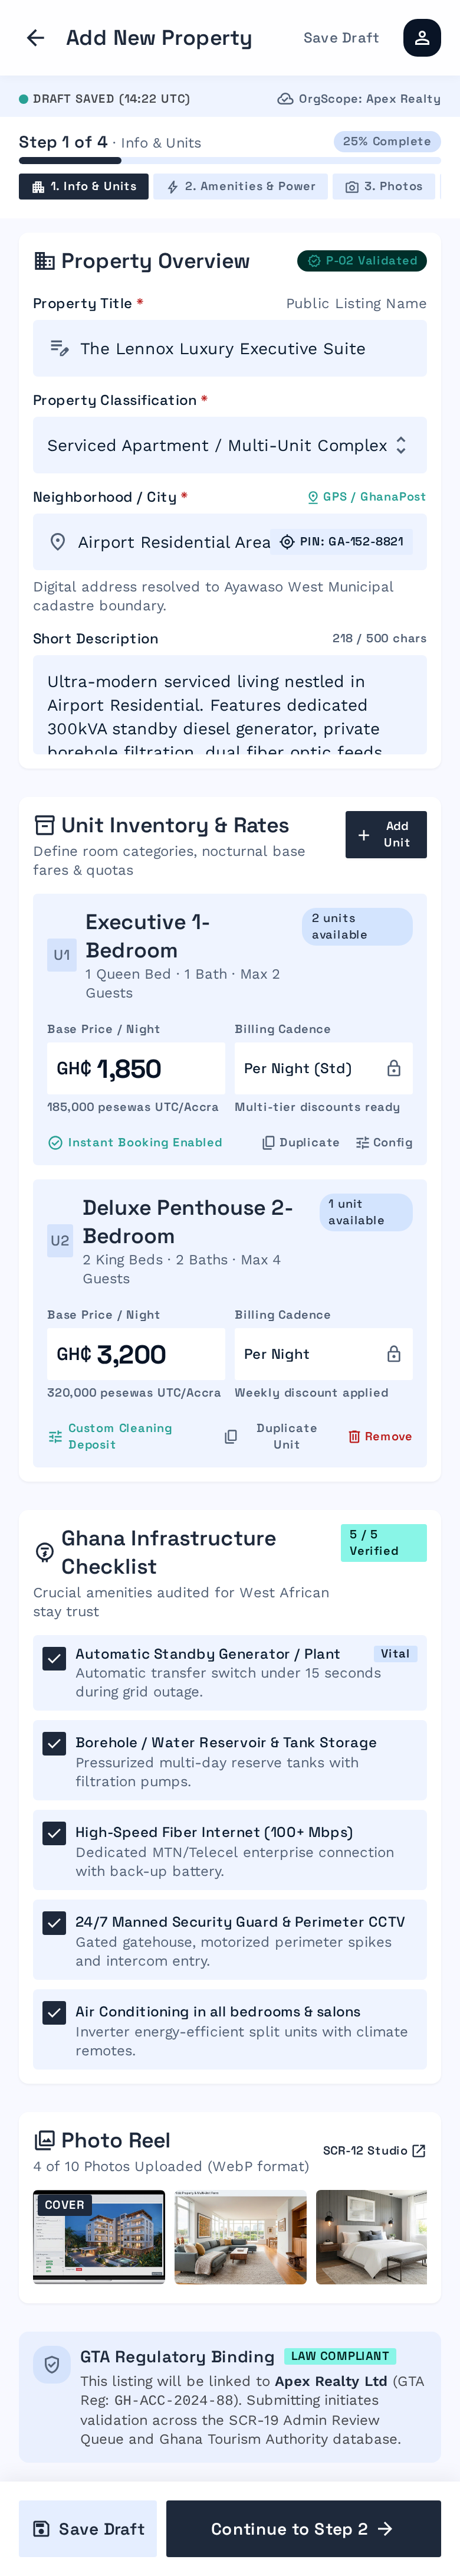 Add New Property
Save Draft
DRAFT SAVED (14:22 UTC)
OrgScope: Apex Realty
Step 1 of 4 · Info & Units
25% Complete
1. Info & Units
2. Amenities & Power
3. Photos
Property Overview
P-02 Validated
Property Title *
Public Listing Name
The Lennox Luxury Executive Suite
Property Classification *
Serviced Apartment / Multi-Unit Complex
Neighborhood / City *
GPS / GhanaPost
Airport Residential Area
PIN: GA-152-8821
Digital address resolved to Ayawaso West Municipal
cadastre boundary.
Short Description
218 / 500 chars
Ultra-modern serviced living nestled in
Airport Residential. Features dedicated
300kVA standby diesel generator, private
borehole filtration, dual fiber optic feeds
Unit Inventory & Rates
Define room categories, nocturnal base
fares & quotas
Add
Unit
U1
Executive 1-
Bedroom
1 Queen Bed · 1 Bath · Max 2
Guests
2 units
available
Base Price / Night
Billing Cadence
GH₵ 1,850
Per Night (Std)
185,000 pesewas UTC/Accra
Multi-tier discounts ready
Instant Booking Enabled
Duplicate
Config
U2
Deluxe Penthouse 2-
Bedroom
2 King Beds · 2 Baths · Max 4
Guests
1 unit
available
Base Price / Night
Billing Cadence
GH₵ 3,200
Per Night
320,000 pesewas UTC/Accra
Weekly discount applied
Custom Cleaning
Deposit
Duplicate
Unit
Remove
Ghana Infrastructure
Checklist
5 / 5
Verified
Crucial amenities audited for West African
stay trust
Automatic Standby Generator / Plant
Vital
Automatic transfer switch under 15 seconds
during grid outage.
Borehole / Water Reservoir & Tank Storage
Pressurized multi-day reserve tanks with
filtration pumps.
High-Speed Fiber Internet (100+ Mbps)
Dedicated MTN/Telecel enterprise connection
with back-up battery.
24/7 Manned Security Guard & Perimeter CCTV
Gated gatehouse, motorized perimeter spikes
and intercom entry.
Air Conditioning in all bedrooms & salons
Inverter energy-efficient split units with climate
remotes.
Photo Reel
SCR-12 Studio
4 of 10 Photos Uploaded (WebP format)
COVER
GTA Regulatory Binding
LAW COMPLIANT
This listing will be linked to Apex Realty Ltd (GTA
Reg: GH-ACC-2024-88). Submitting initiates
validation across the SCR-19 Admin Review
Queue and Ghana Tourism Authority database.
Save Draft
Continue to Step 2